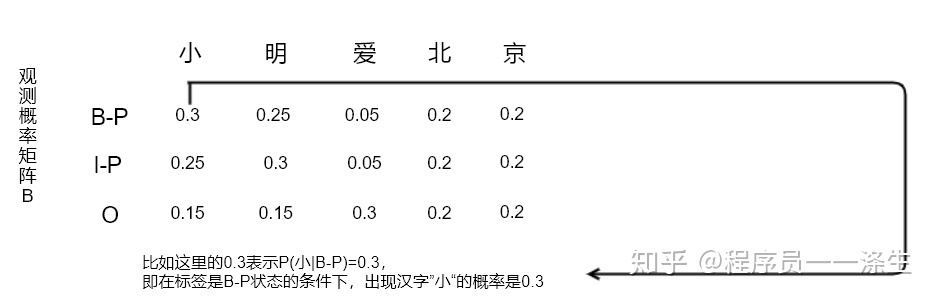 小 明 爱 北 京
观测概率矩阵B
B-P 0.3 0.25 0.05 0.2 0.2
I-P 0.25 0.3 0.05 0.2 0.2
O 0.15 0.15 0.3 0.2 0.2
比如这里的0.3表示P(小|B-P)=0.3，
即在标签是B-P状态的条件下，出现汉字”小“的概率是0.3
知乎 @程序员一一涤生